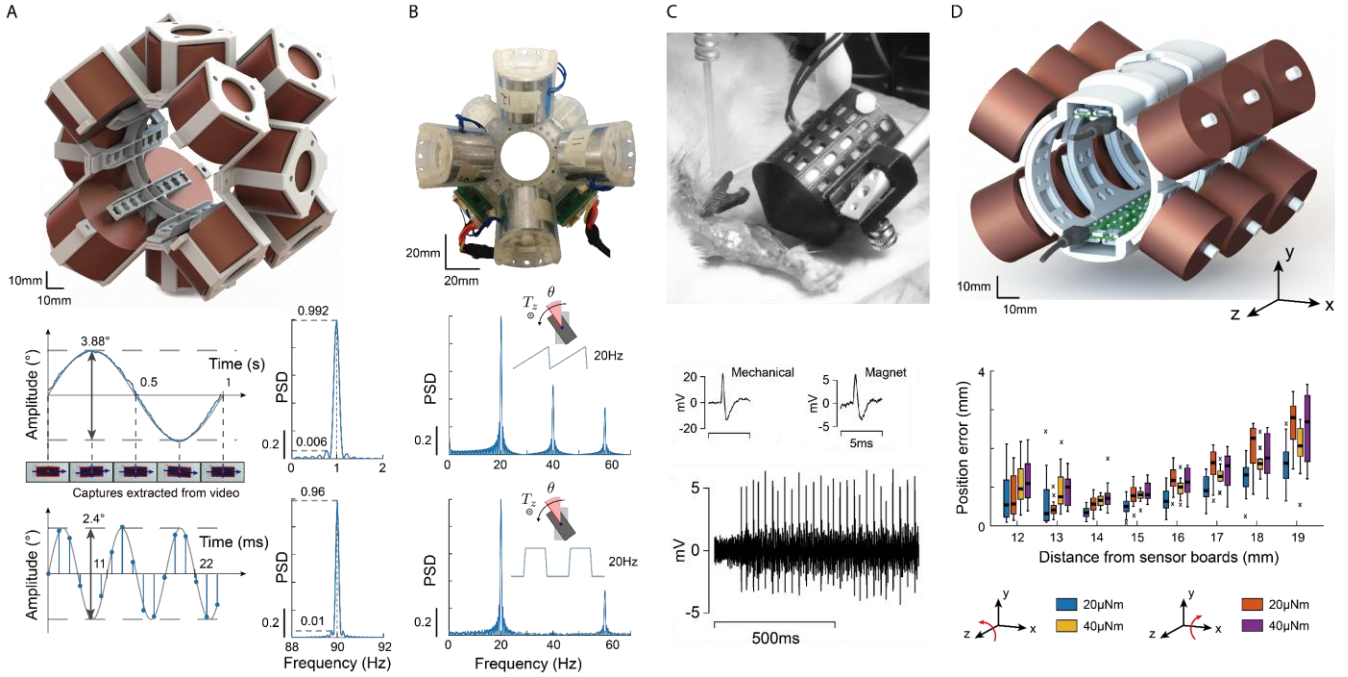 A
B
C
D
10mm
10mm
20mm
20mm
10mm
10mm
y
x
z
3.88°
Time (s)
0.5
1
Amplitude (°)
Captures extracted from video
0.992
PSD
0.2
0.006
0
1
2
2.4°
Time (ms)
11
22
Amplitude (°)
0.96
PSD
0.2
0.01
88
90
92
Frequency (Hz)
Tz
θ
20Hz
PSD
0.2
0
20
40
60
Tz
θ
20Hz
PSD
0.2
0
20
40
60
Frequency (Hz)
20
0
-20
mV
Mechanical
5
0
-5
mV
Magnet
5ms
5
0
-5
mV
500ms
4
0
Position error (mm)
12
13
14
15
16
17
18
19
Distance from sensor boards (mm)
y
z
x
20µNm
40µNm
y
z
x
20µNm
40µNm